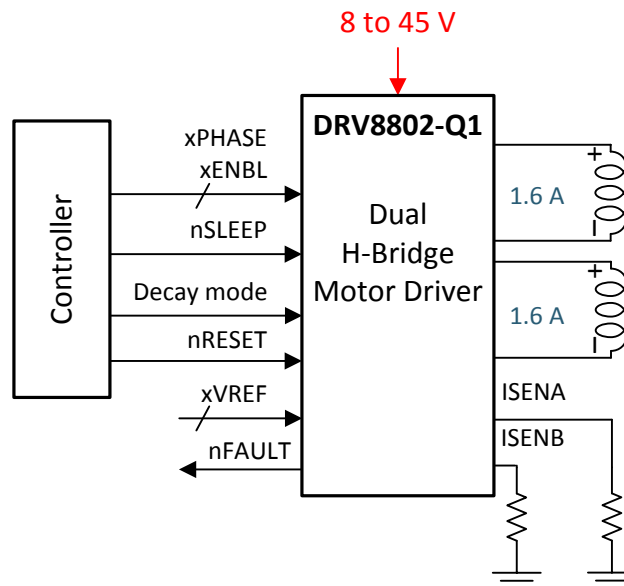 8 to 45 V
DRV8802-Q1
Dual
H-Bridge
Motor Driver
Controller
xPHASE
xENBL
nSLEEP
Decay mode
nRESET
xVREF
nFAULT
+
1.6 A
–
+
1.6 A
–
ISENA
ISENB